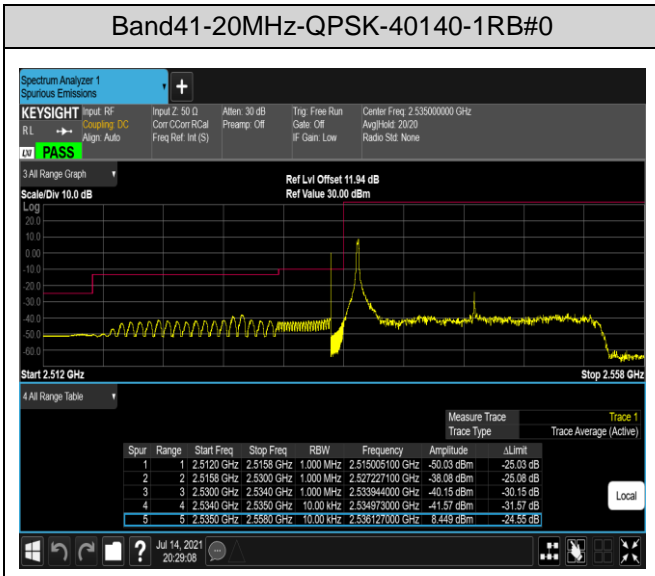 Band41-20MHz-QPSK-40140-1RB#0
Spectrum Analyzer 1
Spurious Emissions
KEYSIGHT Input: RF Input Z: 50 Ω Atten: 30 dB Trig: Free Run Center Freq: 2.535000000 GHz
RL Coupling: DC Corr CCorr RCal Preamp: Off Gate: Off Avg|Hold: 20/20
Align: Auto Freq Ref: Int (S) IF Gain: Low Radio Std: None
LXI PASS
3 All Range Graph
Ref Lvl Offset 11.94 dB
Scale/Div 10.0 dB Ref Value 30.00 dBm
Log
20.0
10.0
0.00
-10.0
-20.0
-30.0
-40.0
-50.0
-60.0
Start 2.512 GHz Stop 2.558 GHz
4 All Range Table
Measure Trace Trace 1
Trace Type Trace Average (Active)
Spur Range Start Freq Stop Freq RBW Frequency Amplitude ΔLimit
1 1 2.5120 GHz 2.5158 GHz 1.000 MHz 2.515005100 GHz -50.03 dBm -25.03 dB
2 2 2.5158 GHz 2.5300 GHz 1.000 MHz 2.527227100 GHz -38.08 dBm -25.08 dB
3 3 2.5300 GHz 2.5340 GHz 1.000 MHz 2.533944000 GHz -40.15 dBm -30.15 dB
4 4 2.5340 GHz 2.5350 GHz 10.00 kHz 2.534973000 GHz -41.57 dBm -31.57 dB
5 5 2.5350 GHz 2.5580 GHz 10.00 kHz 2.536127000 GHz 8.449 dBm -24.55 dB
Local
? Jul 14, 2021
20:29:08